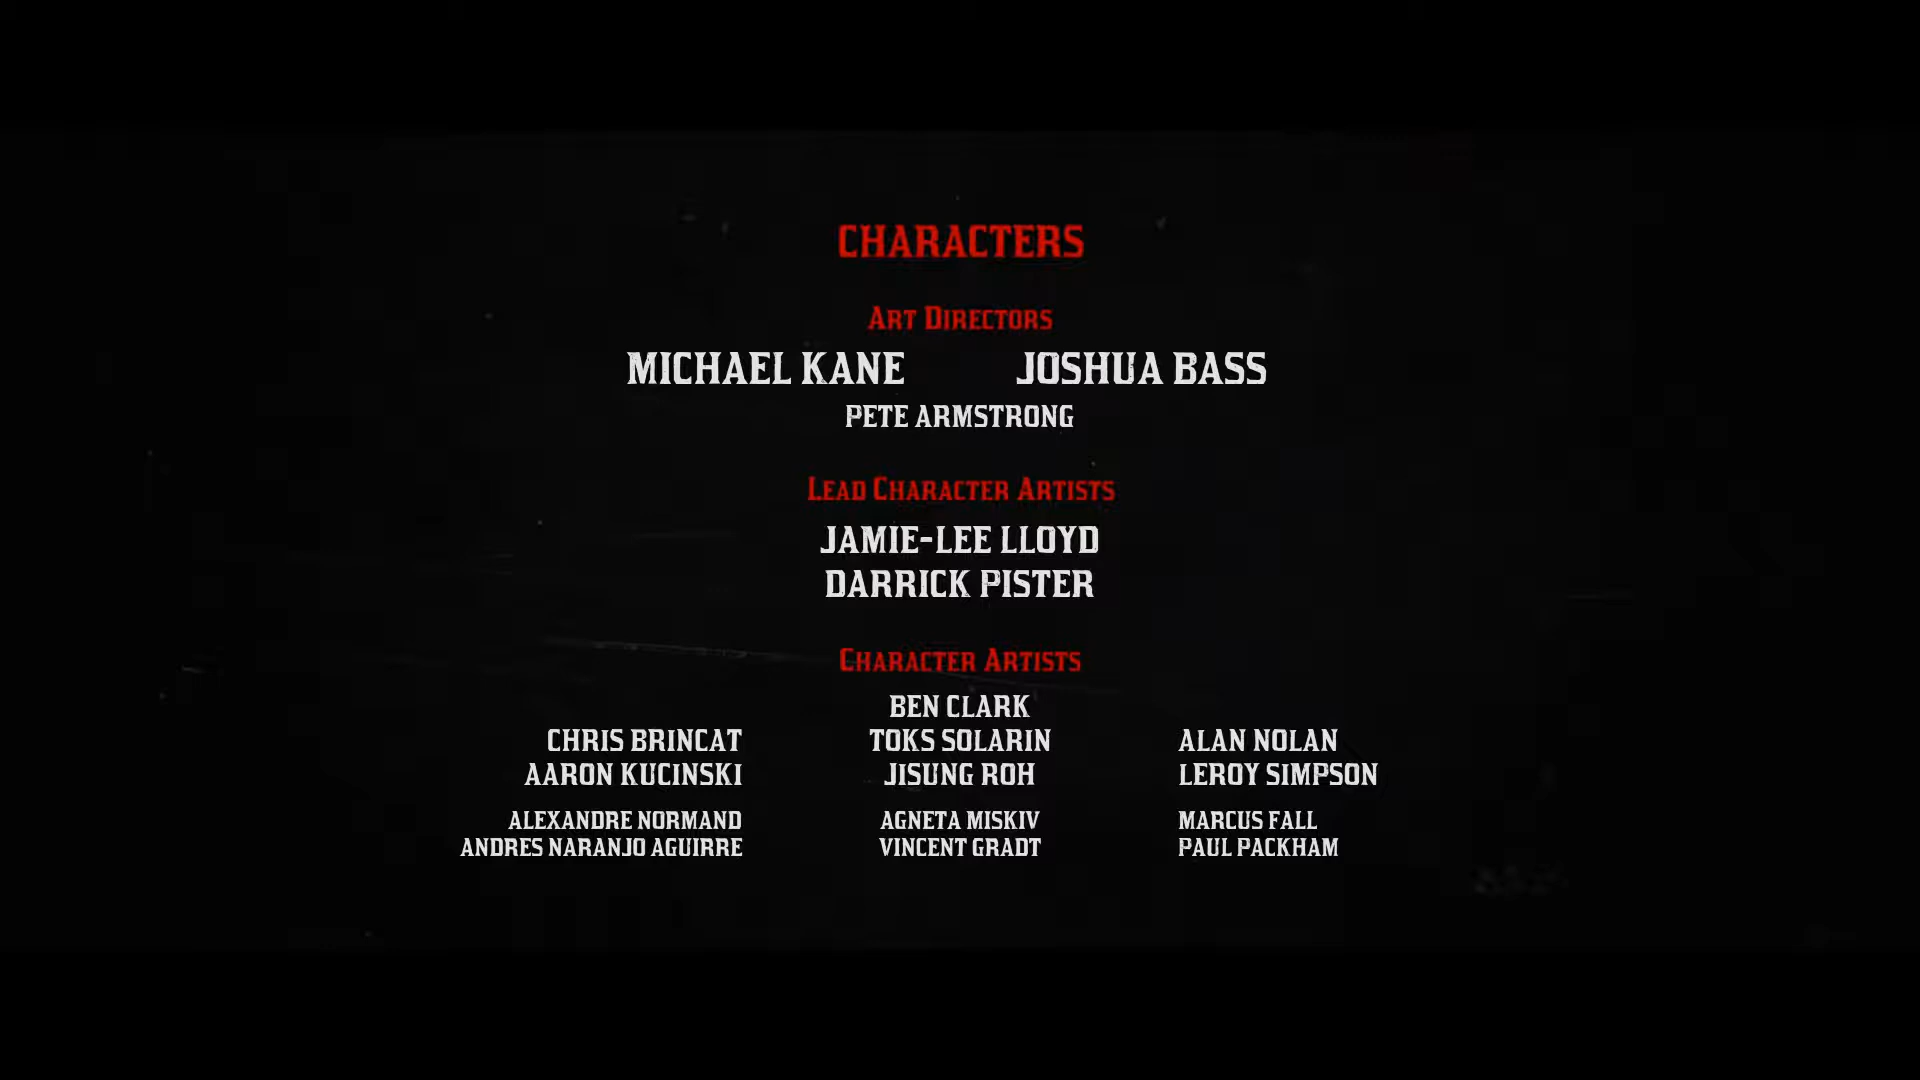 CHARACTERS
ART DIRECTORS
MICHAEL KANE JOSHUA BASS
PETE ARMSTRONG
LEAD CHARACTER ARTISTS
JAMIE-LEE LLOYD
DARRICK PISTER
CHARACTER ARTISTS
BEN CLARK
CHRIS BRINCAT TOKS SOLARIN ALAN NOLAN
AARON KUCINSKI JISUNG ROH LEROY SIMPSON
ALEXANDRE NORMAND AGNETA MISKIV MARCUS FALL
ANDRES NARANJO AGUIRRE VINCENT GRADT PAUL PACKHAM